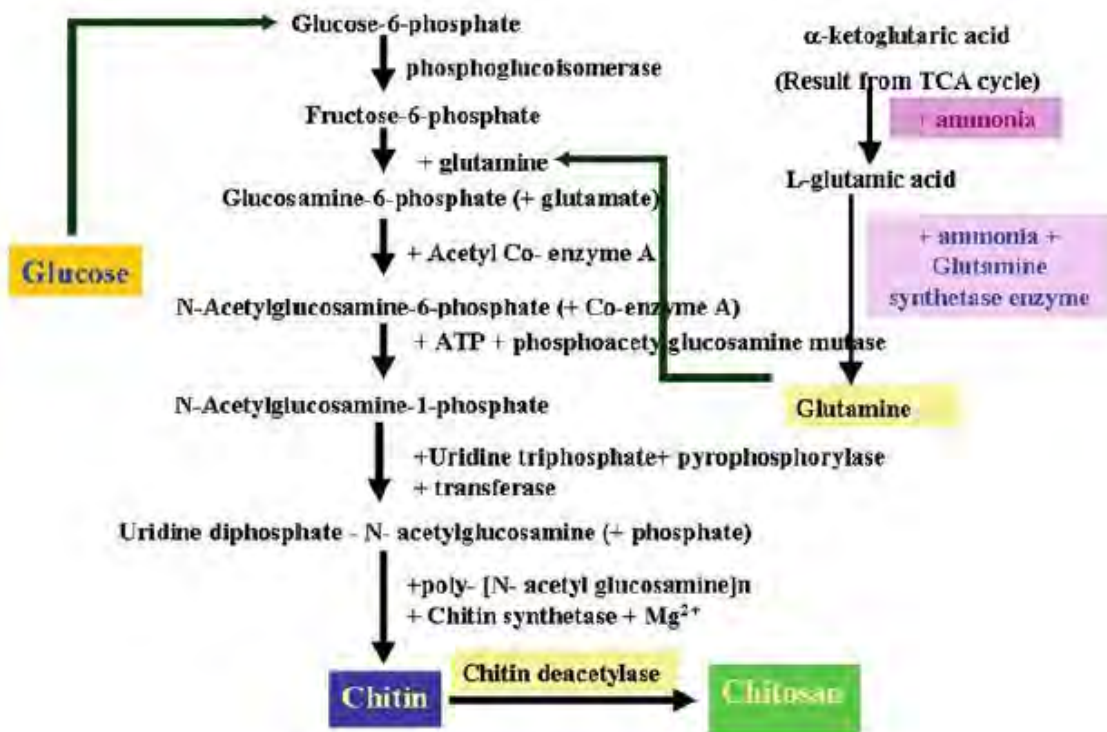 Glucose-6-phosphate
phosphoglucoisomerase
Fructose-6-phosphate
+ glutamine
Glucosamine-6-phosphate (+ glutamate)
+ Acetyl Co- enzyme A
N-Acetylglucosamine-6-phosphate (+ Co-enzyme A)
+ ATP + phosphoacetyl glucosamine mutase
N-Acetylglucosamine-1-phosphate
+Uridine triphosphate+ pyrophosphorylase
+ transferase
Uridine diphosphate - N- acetylglucosamine (+ phosphate)
+poly- [N- acetyl glucosamine]n
+ Chitin synthetase + Mg²⁺
Chitin
Chitin deacetylase
Chitosan
Glucose
α-ketoglutaric acid
(Result from TCA cycle)
+ ammonia
L-glutamic acid
+ ammonia +
Glutamine
synthetase enzyme
Glutamine